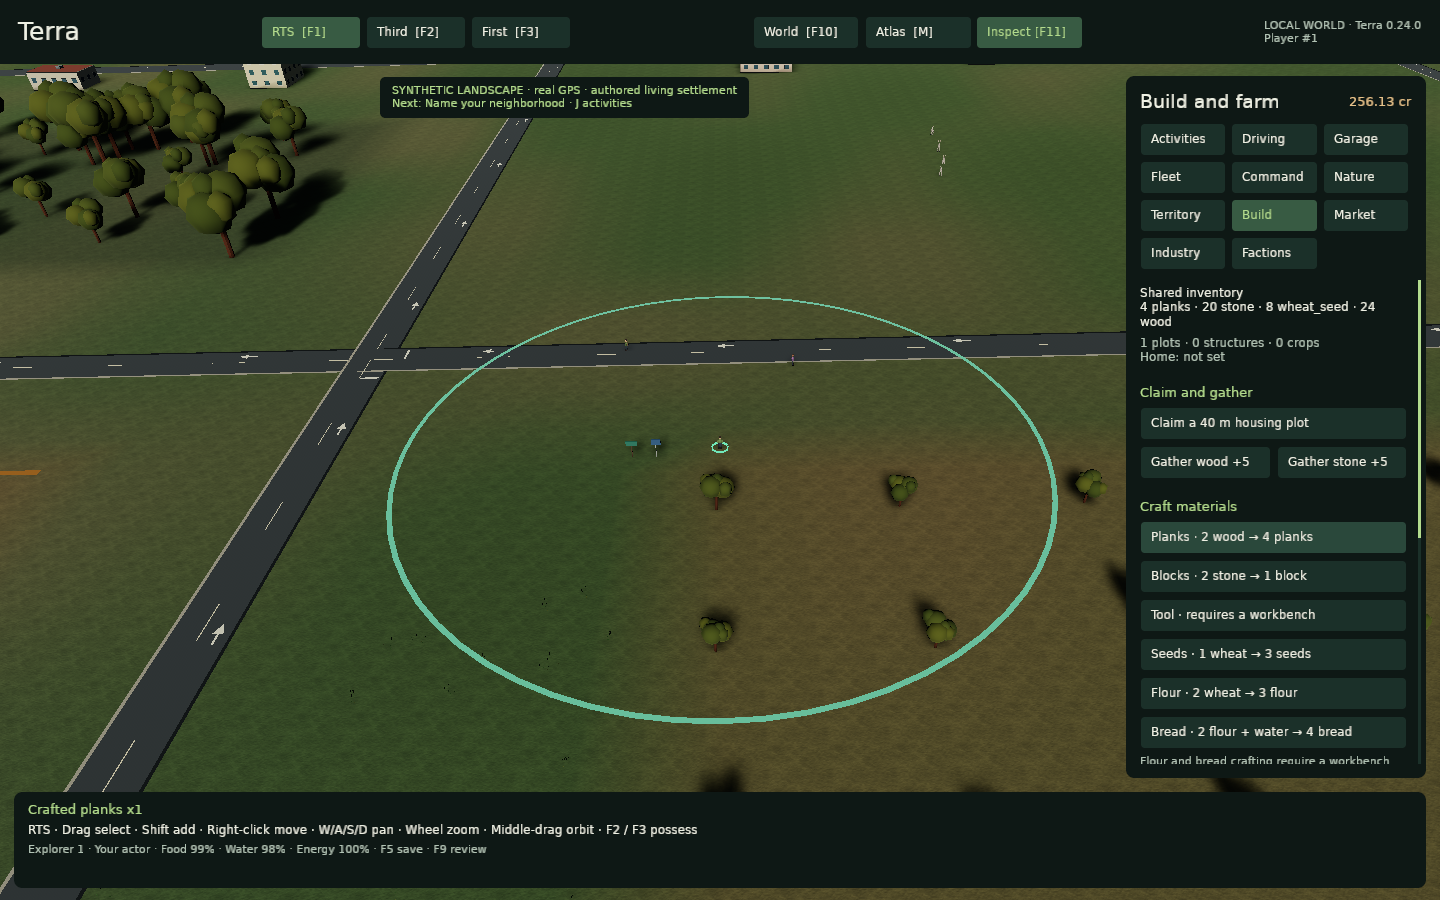 Terra
RTS [F1]
Third [F2]
First [F3]
World [F10]
Atlas [M]
Inspect [F11]
LOCAL WORLD · Terra 0.24.0
Player #1
SYNTHETIC LANDSCAPE · real GPS · authored living settlement
Next: Name your neighborhood · J activities
Build and farm
256.13 cr
Activities
Driving
Garage
Fleet
Command
Nature
Territory
Build
Market
Industry
Factions
Shared inventory
4 planks · 20 stone · 8 wheat_seed · 24
wood
1 plots · 0 structures · 0 crops
Home: not set
Claim and gather
Claim a 40 m housing plot
Gather wood +5
Gather stone +5
Craft materials
Planks · 2 wood → 4 planks
Blocks · 2 stone → 1 block
Tool · requires a workbench
Seeds · 1 wheat → 3 seeds
Flour · 2 wheat → 3 flour
Bread · 2 flour + water → 4 bread
Flour and bread crafting require a workbench
Crafted planks x1
RTS · Drag select · Shift add · Right-click move · W/A/S/D pan · Wheel zoom · Middle-drag orbit · F2 / F3 possess
Explorer 1 · Your actor · Food 99% · Water 98% · Energy 100% · F5 save · F9 review